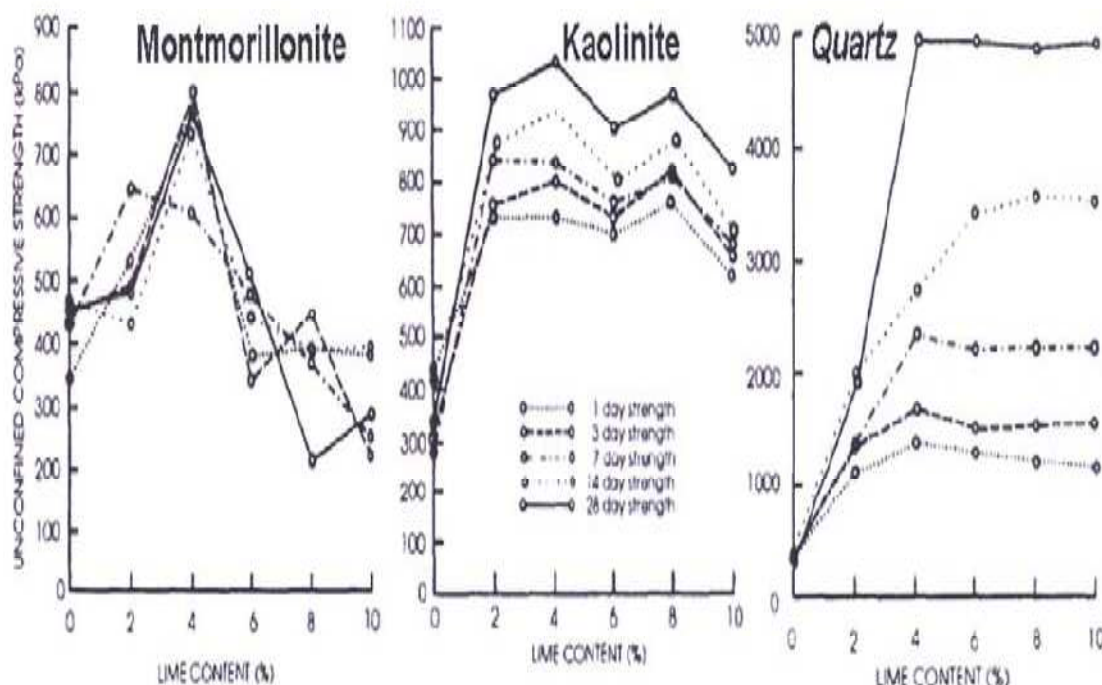 UNCONFINED COMPRESSIVE STRENGTH (kPa)
Montmorillonite
900
800
700
600
500
400
300
200
100
0
0 2 4 6 8 10
LIME CONTENT (%)
Kaolinite
1100
1000
900
800
700
600
500
400
300
200
100
0
1 day strength
3 day strength
7 day strength
14 day strength
28 day strength
0 2 4 6 8 10
LIME CONTENT (%)
Quartz
5000
5000
4000
3000
2000
1000
0
0 2 4 6 8 10
LIME CONTENT (%)